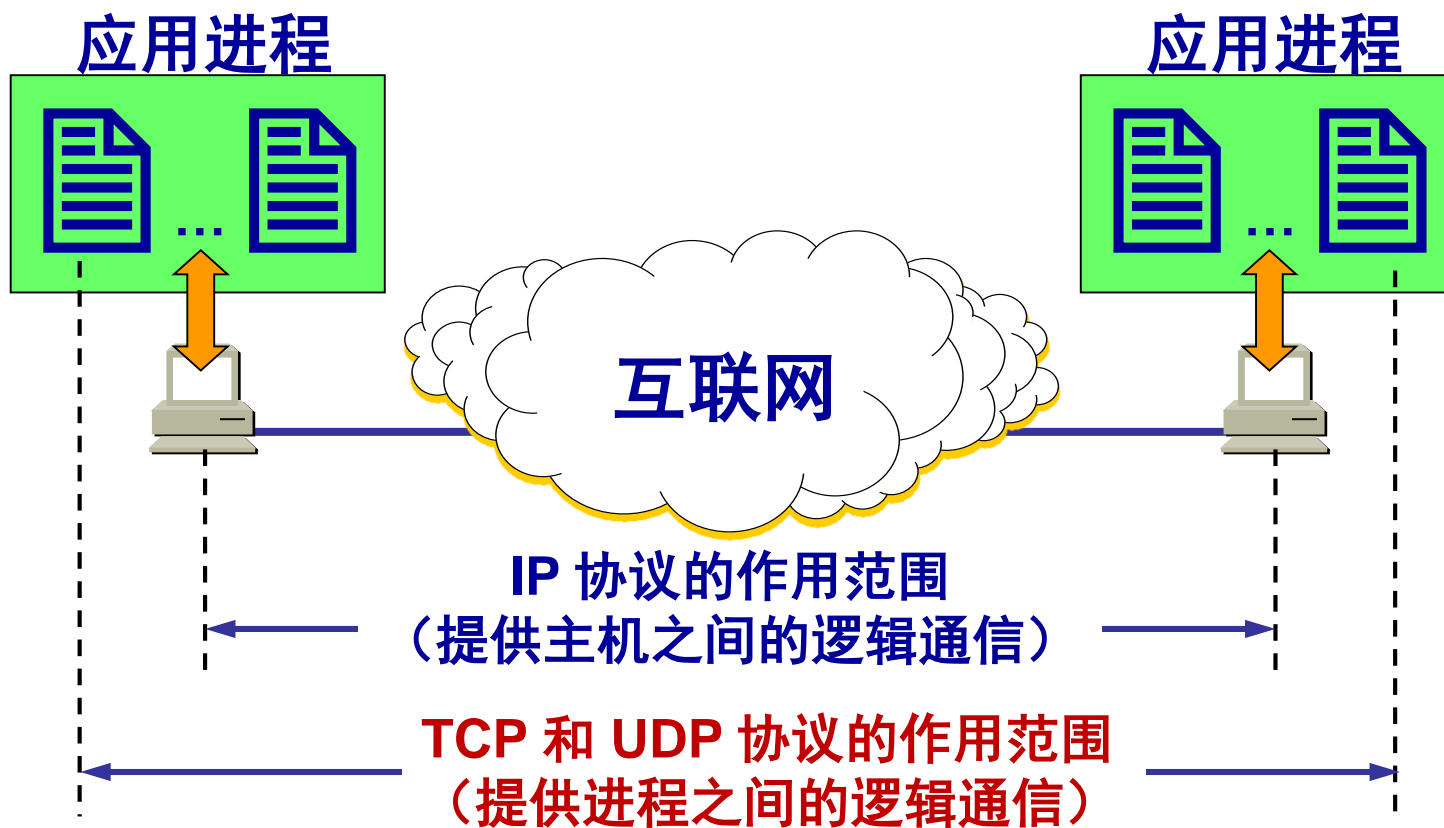 应用进程
应用进程
…
…
互联网
IP 协议的作用范围
（提供主机之间的逻辑通信）
TCP 和 UDP 协议的作用范围
（提供进程之间的逻辑通信）